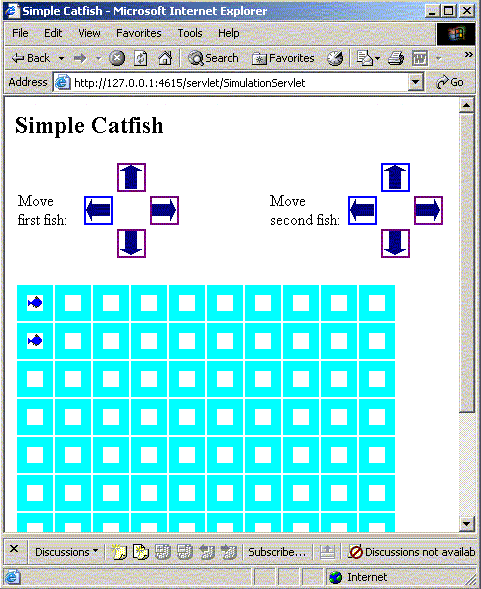 Simple Catfish - Microsoft Internet Explorer
File Edit View Favorites Tools Help
Back Search Favorites
Address http://127.0.0.1:4615/servlet/SimulationServlet Go
Simple Catfish
Move
first fish:
Move
second fish:
Discussions Subscribe... Discussions not availab
Internet